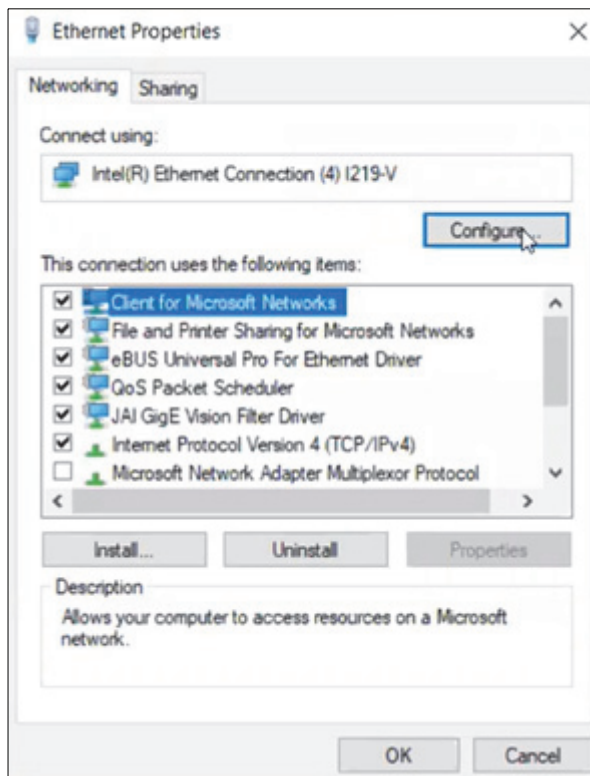 Ethernet Properties
Networking
Sharing
Connect using:
Intel(R) Ethernet Connection (4) I219-V
Configure...
This connection uses the following items:
Client for Microsoft Networks
File and Printer Sharing for Microsoft Networks
eBUS Universal Pro For Ethernet Driver
QoS Packet Scheduler
JAI GigE Vision Filter Driver
Internet Protocol Version 4 (TCP/IPv4)
Microsoft Network Adapter Multiplexor Protocol
Install...
Uninstall
Properties
Description
Allows your computer to access resources on a Microsoft
network.
OK
Cancel